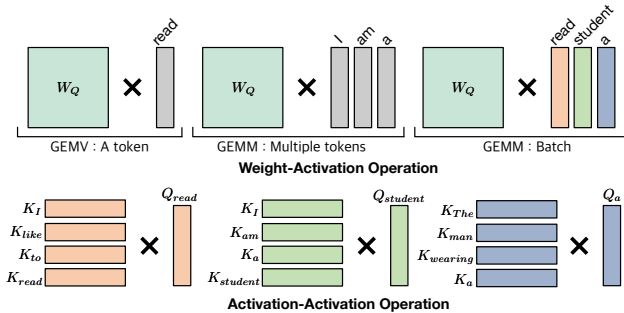 read I am a read student a
W_Q × W_Q × W_Q ×
GEMV : A token GEMM : Multiple tokens GEMM : Batch
Weight-Activation Operation
Q_read Q_student Q_a
K_I K_I K_The
K_like × K_am × K_man ×
K_to K_a K_wearing
K_read K_student K_a
Activation-Activation Operation